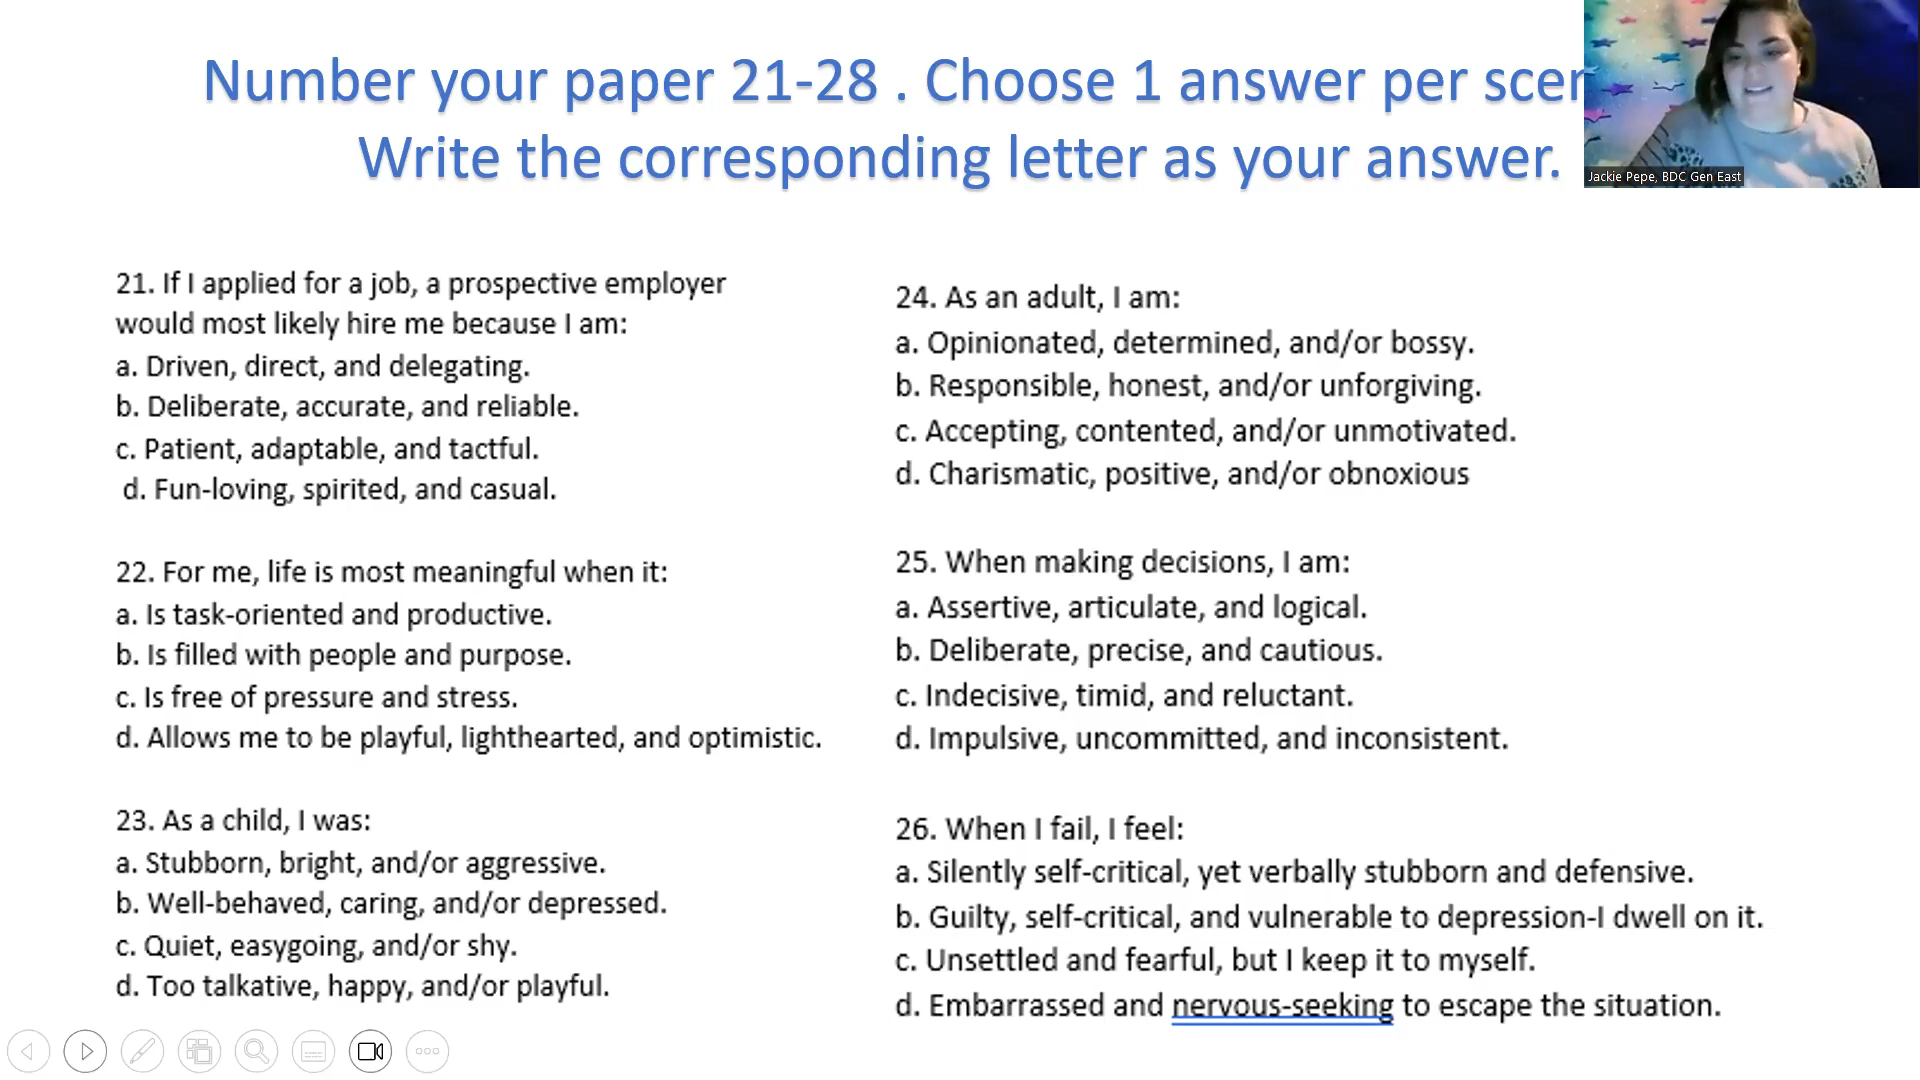 Number your paper 21-28 . Choose 1 answer per scen
Write the corresponding letter as your answer.
Jackie Pepe, BDC Gen East
21. If I applied for a job, a prospective employer
would most likely hire me because I am:
a. Driven, direct, and delegating.
b. Deliberate, accurate, and reliable.
c. Patient, adaptable, and tactful.
d. Fun-loving, spirited, and casual.
22. For me, life is most meaningful when it:
a. Is task-oriented and productive.
b. Is filled with people and purpose.
c. Is free of pressure and stress.
d. Allows me to be playful, lighthearted, and optimistic.
23. As a child, I was:
a. Stubborn, bright, and/or aggressive.
b. Well-behaved, caring, and/or depressed.
c. Quiet, easygoing, and/or shy.
d. Too talkative, happy, and/or playful.
24. As an adult, I am:
a. Opinionated, determined, and/or bossy.
b. Responsible, honest, and/or unforgiving.
c. Accepting, contented, and/or unmotivated.
d. Charismatic, positive, and/or obnoxious
25. When making decisions, I am:
a. Assertive, articulate, and logical.
b. Deliberate, precise, and cautious.
c. Indecisive, timid, and reluctant.
d. Impulsive, uncommitted, and inconsistent.
26. When I fail, I feel:
a. Silently self-critical, yet verbally stubborn and defensive.
b. Guilty, self-critical, and vulnerable to depression-I dwell on it.
c. Unsettled and fearful, but I keep it to myself.
d. Embarrassed and nervous-seeking to escape the situation.